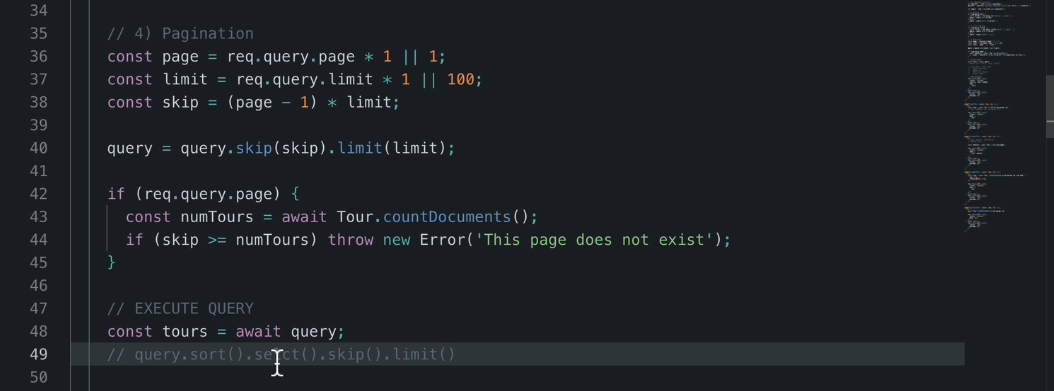 34
35 // 4) Pagination
36 const page = req.query.page * 1 || 1;
37 const limit = req.query.limit * 1 || 100;
38 const skip = (page - 1) * limit;
39
40 query = query.skip(skip).limit(limit);
41
42 if (req.query.page) {
43 const numTours = await Tour.countDocuments();
44 if (skip >= numTours) throw new Error('This page does not exist');
45 }
46
47 // EXECUTE QUERY
48 const tours = await query;
49 // query.sort().select().skip().limit()
50